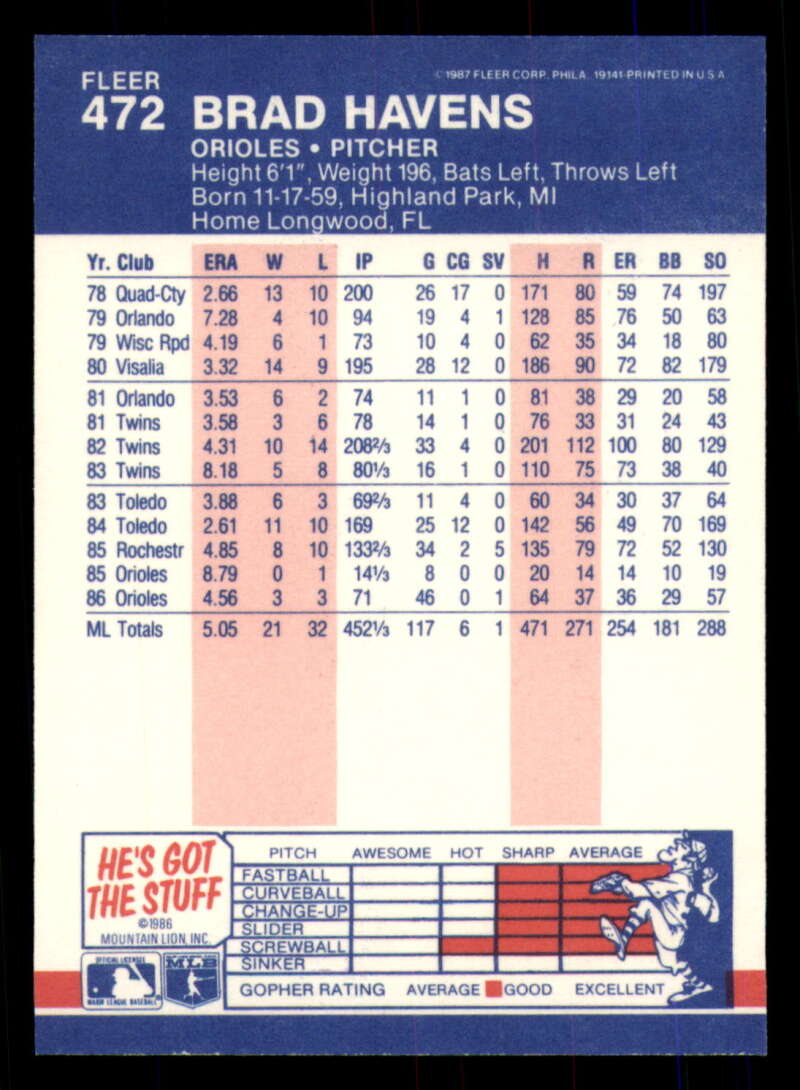 FLEER
© 1987 FLEER CORP. PHILA. 19141-PRINTED IN U S A
472 BRAD HAVENS
ORIOLES • PITCHER
Height 6'1", Weight 196, Bats Left, Throws Left
Born 11-17-59, Highland Park, MI
Home Longwood, FL
Yr. Club ERA W L IP G CG SV H R ER BB SO
78 Quad-Cty 2.66 13 10 200 26 17 0 171 80 59 74 197
79 Orlando 7.28 4 10 94 19 4 1 128 85 76 50 63
79 Wisc Rpd 4.19 6 1 73 10 4 0 62 35 34 18 80
80 Visalia 3.32 14 9 195 28 12 0 186 90 72 82 179
81 Orlando 3.53 6 2 74 11 1 0 81 38 29 20 58
81 Twins 3.58 3 6 78 14 1 0 76 33 31 24 43
82 Twins 4.31 10 14 208⅔ 33 4 0 201 112 100 80 129
83 Twins 8.18 5 8 80⅓ 16 1 0 110 75 73 38 40
83 Toledo 3.88 6 3 69⅔ 11 4 0 60 34 30 37 64
84 Toledo 2.61 11 10 169 25 12 0 142 56 49 70 169
85 Rochestr 4.85 8 10 133⅔ 34 2 5 135 79 72 52 130
85 Orioles 8.79 0 1 14⅓ 8 0 0 20 14 14 10 19
86 Orioles 4.56 3 3 71 46 0 1 64 37 36 29 57
ML Totals 5.05 21 32 452⅓ 117 6 1 471 271 254 181 288
HE'S GOT
THE STUFF
©1986
MOUNTAIN LION, INC.
OFFICIAL LICENSEE
MAJOR LEAGUE BASEBALL
MLB
PITCH AWESOME HOT SHARP AVERAGE
FASTBALL
CURVEBALL
CHANGE-UP
SLIDER
SCREWBALL
SINKER
GOPHER RATING AVERAGE GOOD EXCELLENT